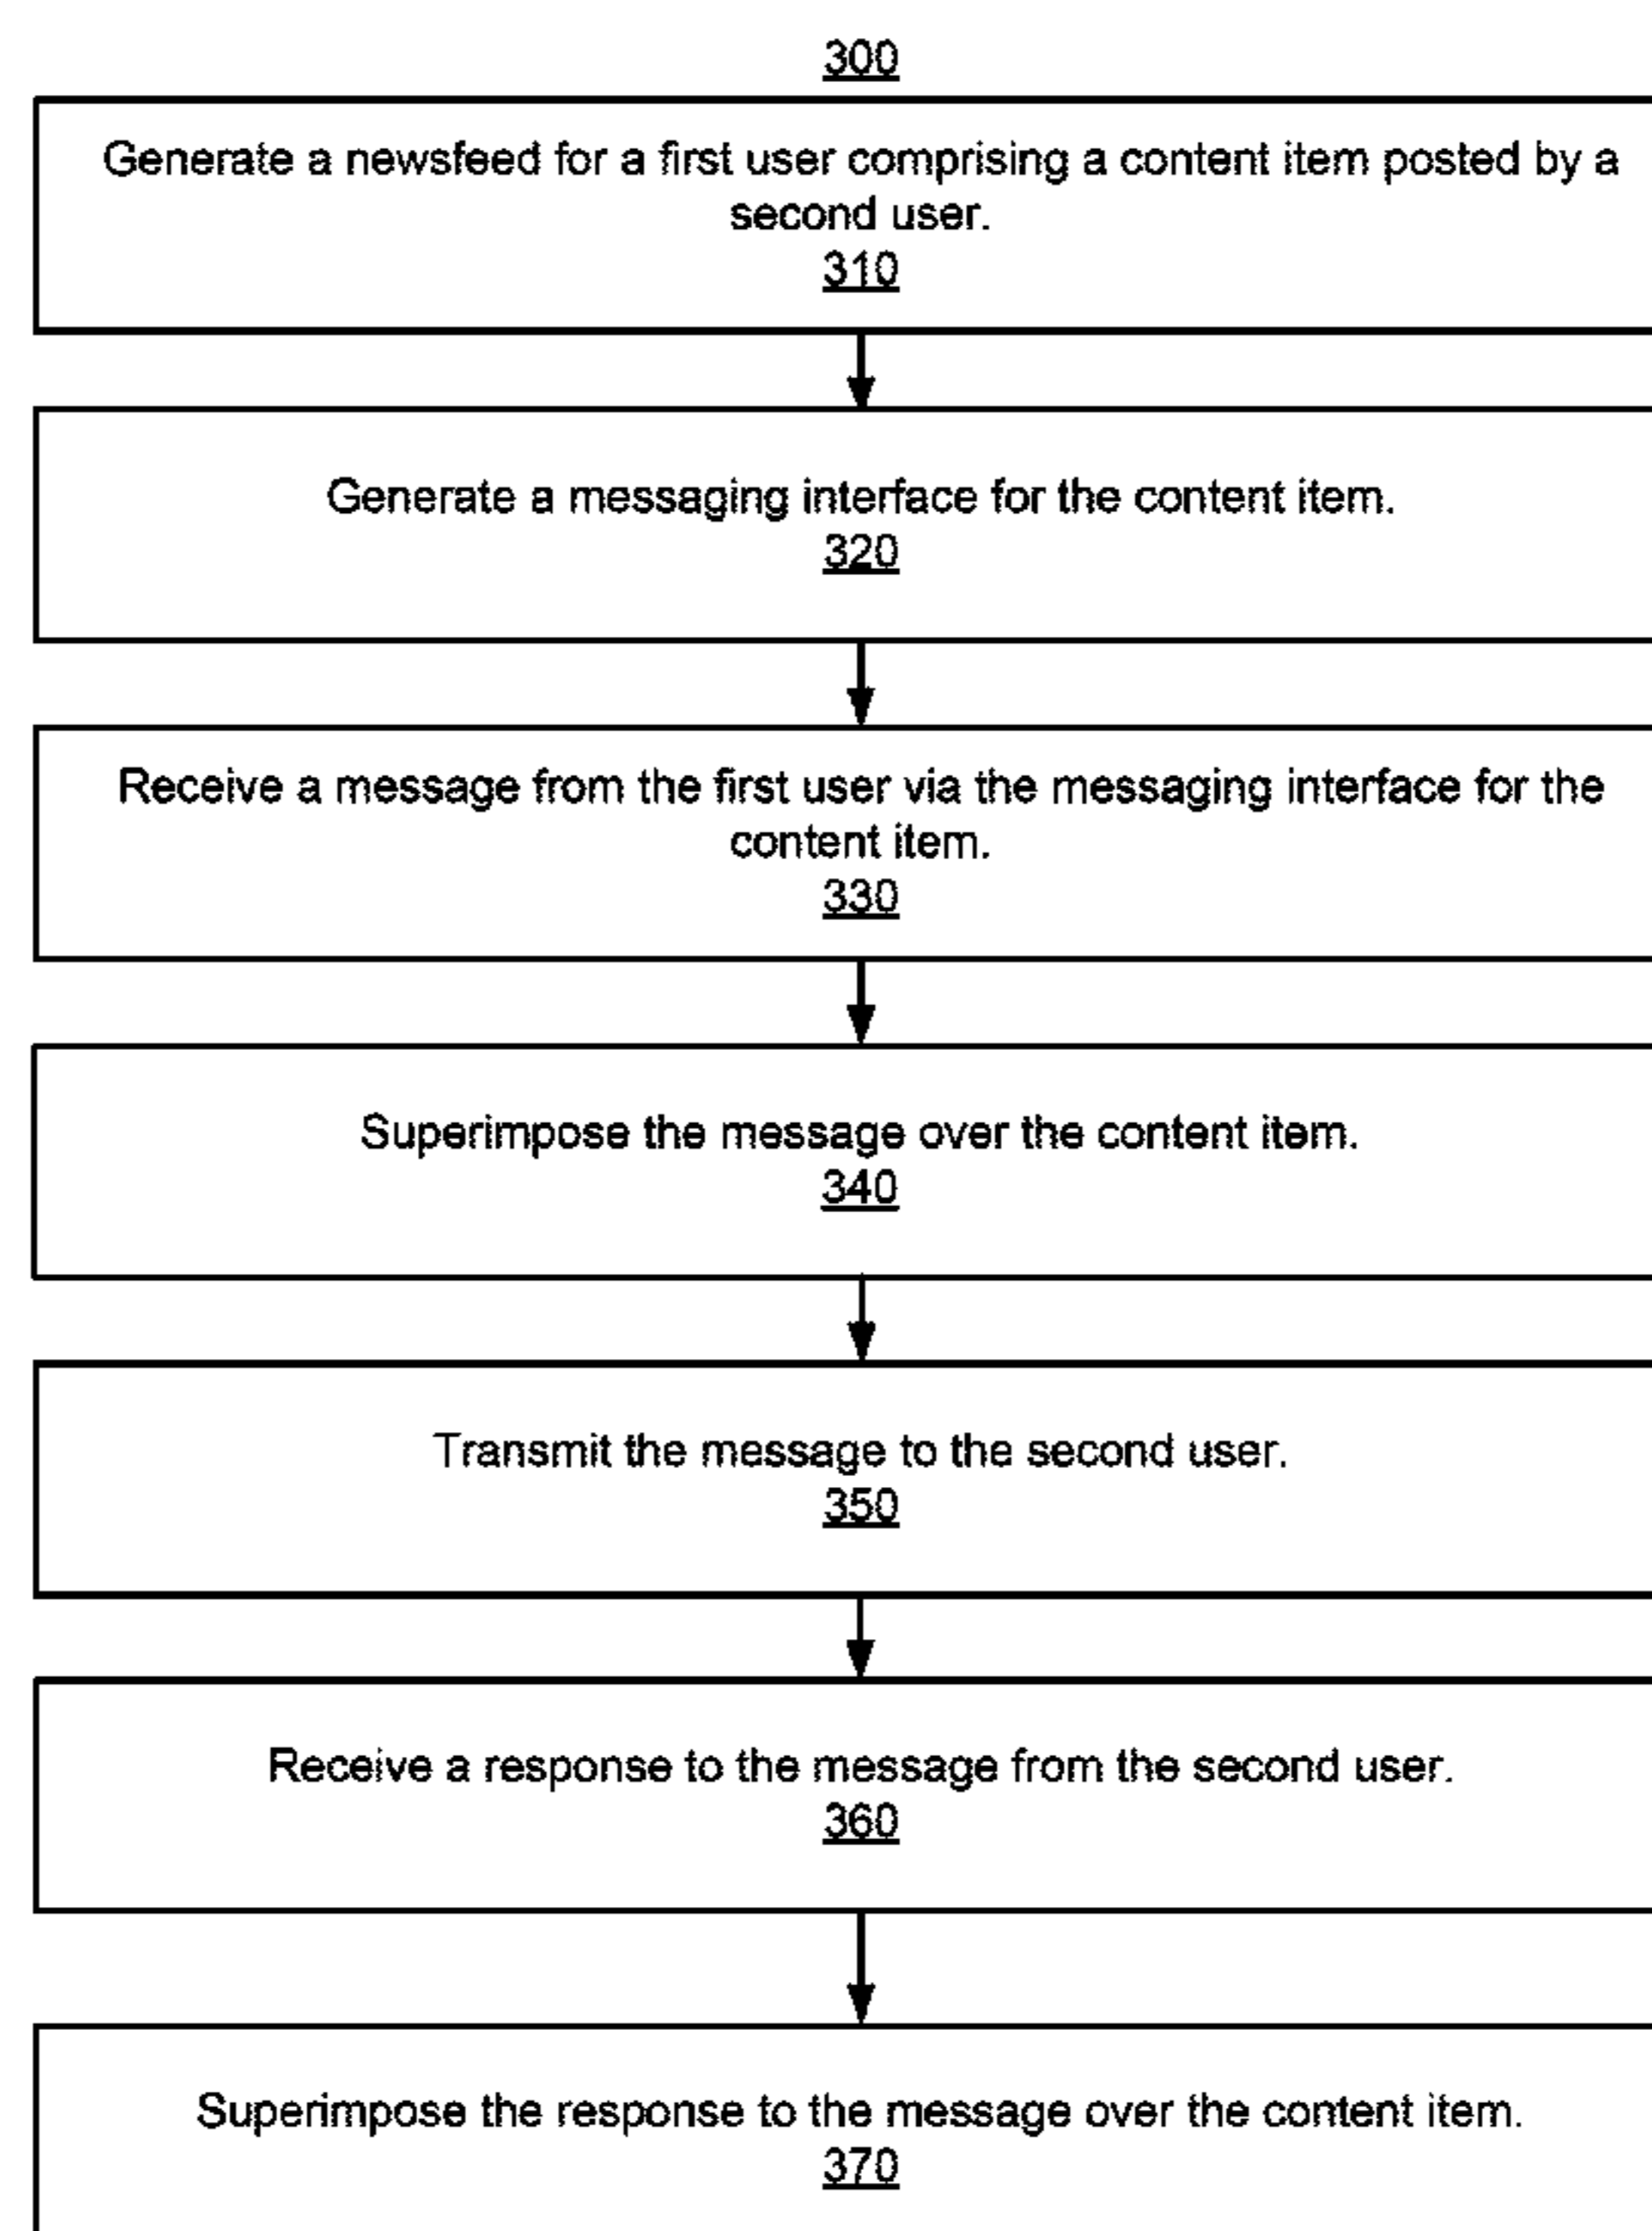 300
Generate a newsfeed for a first user comprising a content item posted by a
second user.
310
Generate a messaging interface for the content item.
320
Receive a message from the first user via the messaging interface for the
content item.
330
Superimpose the message over the content item.
340
Transmit the message to the second user.
350
Receive a response to the message from the second user.
360
Superimpose the response to the message over the content item.
370